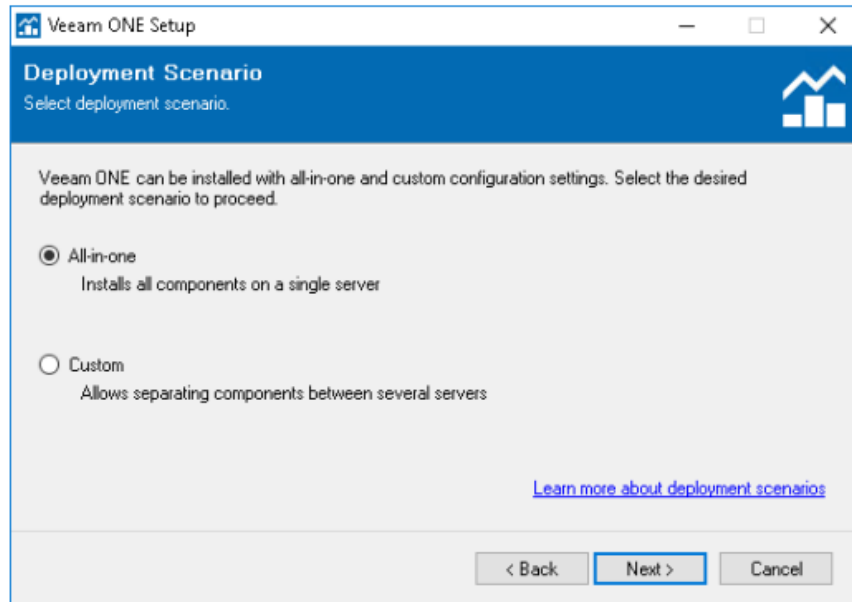 Veeam ONE Setup
Deployment Scenario
Select deployment scenario.
Veeam ONE can be installed with all-in-one and custom configuration settings. Select the desired
deployment scenario to proceed.
All-in-one
Installs all components on a single server
Custom
Allows separating components between several servers
Learn more about deployment scenarios
< Back Next > Cancel